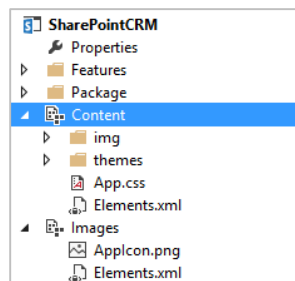 SharePointCRM
Properties
Features
Package
Content
img
themes
App.css
Elements.xml
Images
AppIcon.png
Elements.xml